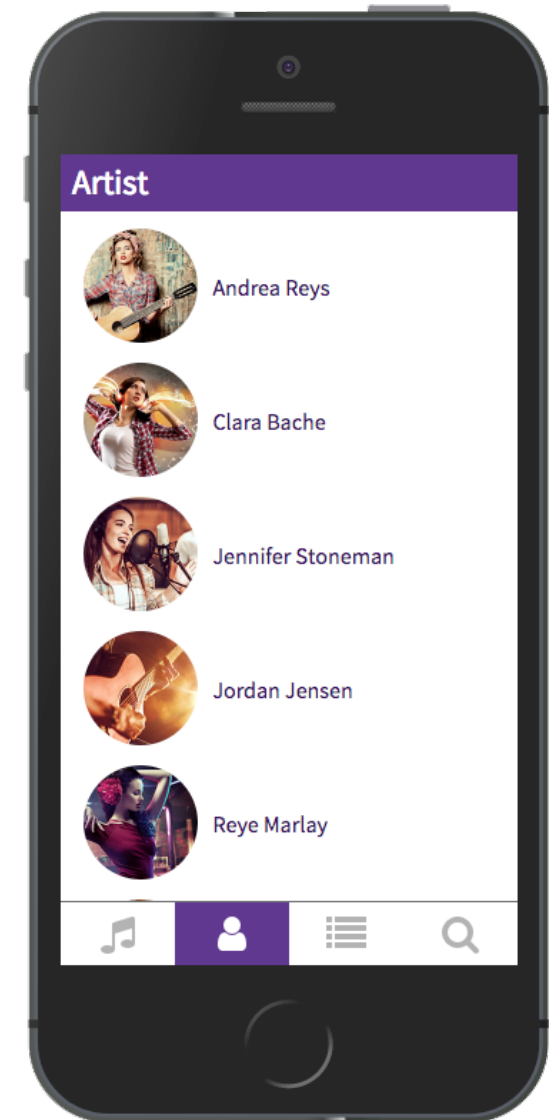 Artist
Andrea Reys
Clara Bache
Jennifer Stoneman
Jordan Jensen
Reye Marlay